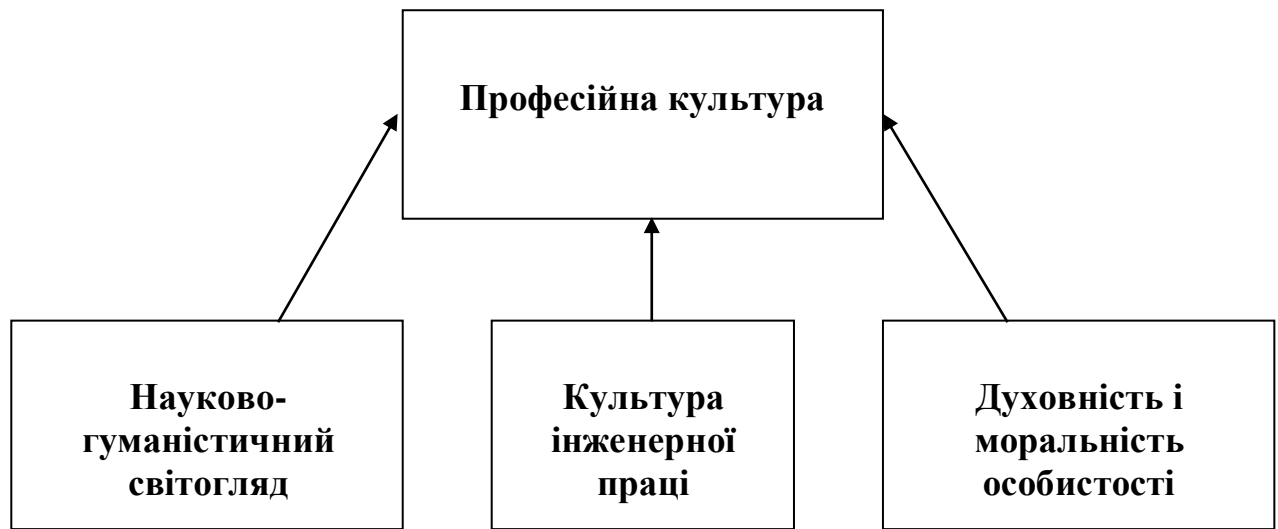 Професійна культура
Науково-
гуманістичний
світогляд
Культура
інженерної
праці
Духовність і
моральність
особистості